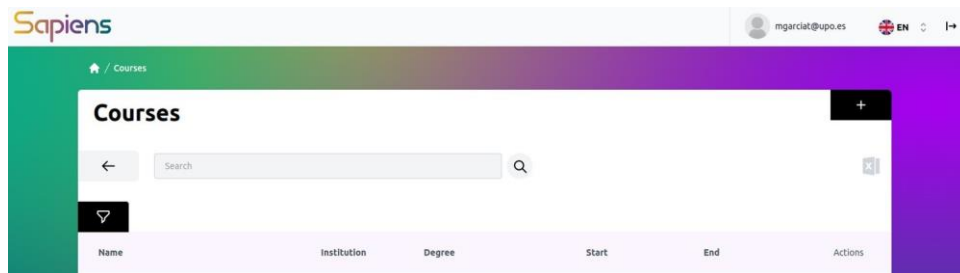 Sapiens
mgarciat@upo.es
EN
/ Courses
Courses
+
Search
Name Institution Degree Start End Actions